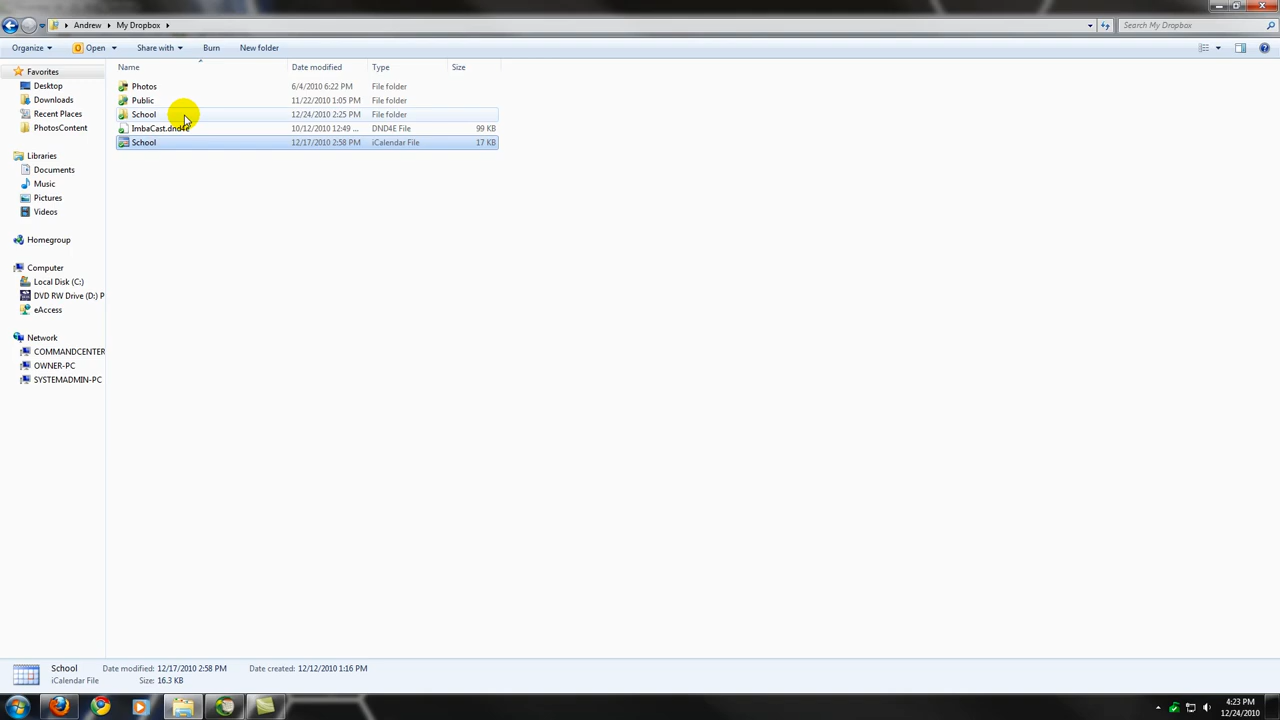 Andrew My Dropbox Search My Dropbox
Organize Open Share with Burn New folder
Name Date modified Type Size
Favorites
Desktop
Downloads
Recent Places
PhotosContent
Libraries
Documents
Music
Pictures
Videos
Homegroup
Computer
Local Disk (C:)
DVD RW Drive (D:) P
eAccess
Network
COMMANDCENTER
OWNER-PC
SYSTEMADMIN-PC
Photos 6/4/2010 6:22 PM File folder
Public 11/22/2010 1:05 PM File folder
School 12/24/2010 2:25 PM File folder
ImbaCast.dnd4e 10/12/2010 12:49 ... DND4E File 99 KB
School 12/17/2010 2:58 PM iCalendar File 17 KB
School Date modified: 12/17/2010 2:58 PM Date created: 12/12/2010 1:16 PM
iCalendar File Size: 16.3 KB
4:23 PM
12/24/2010